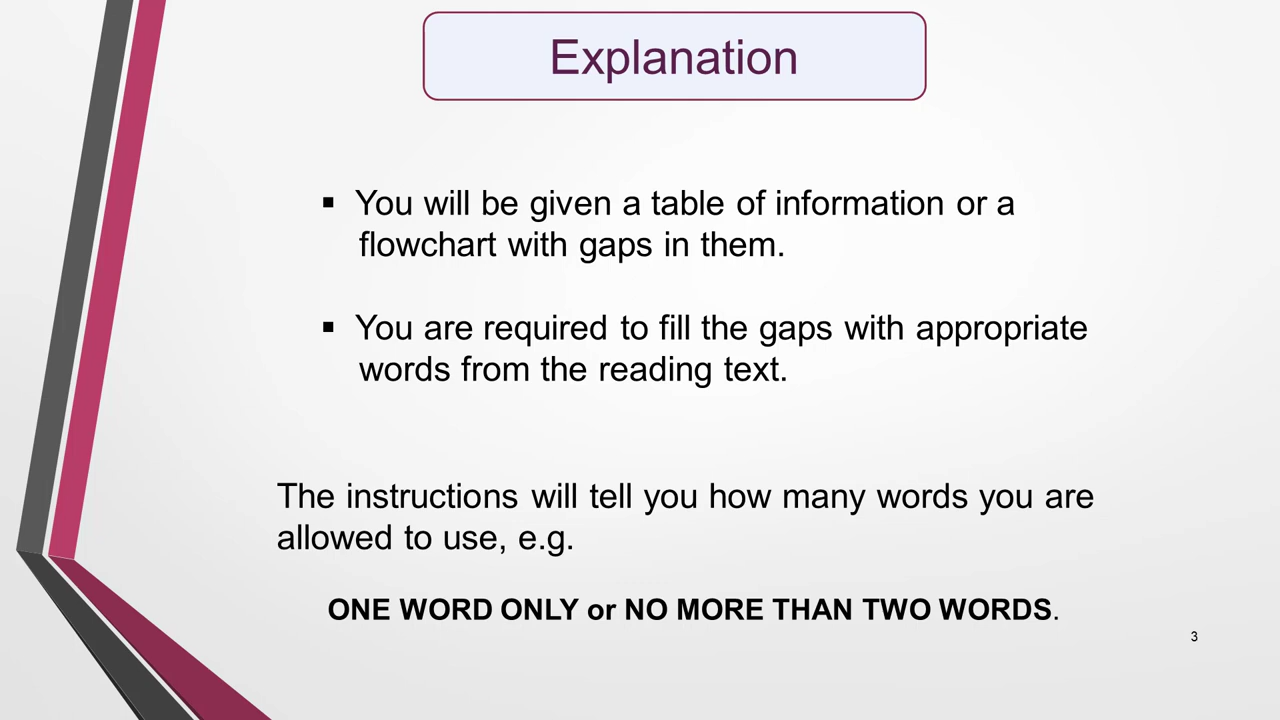 Explanation
▪ You will be given a table of information or a
flowchart with gaps in them.
▪ You are required to fill the gaps with appropriate
words from the reading text.
The instructions will tell you how many words you are
allowed to use, e.g.
ONE WORD ONLY or NO MORE THAN TWO WORDS.
3